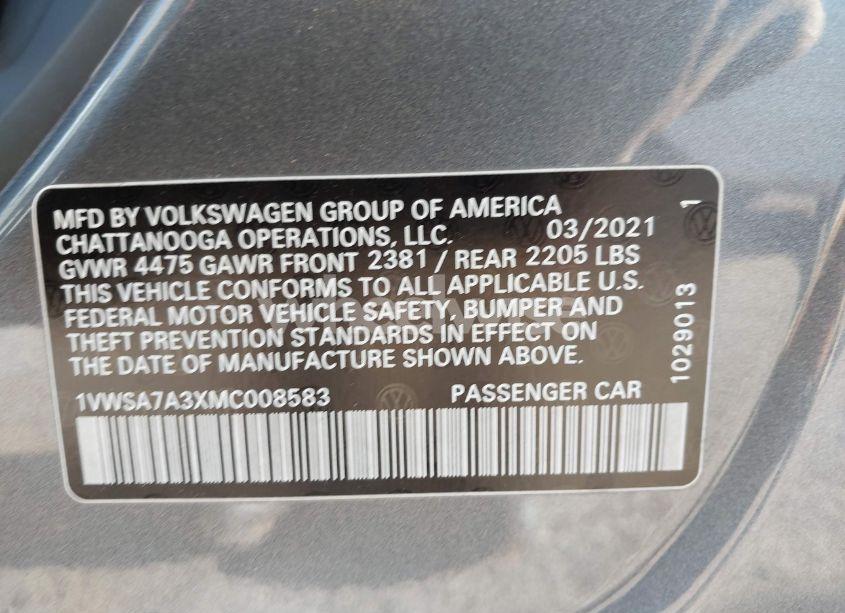 MFD BY VOLKSWAGEN GROUP OF AMERICA
CHATTANOOGA OPERATIONS, LLC. 03/2021
GVWR 4475 GAWR FRONT 2381 / REAR 2205 LBS
THIS VEHICLE CONFORMS TO ALL APPLICABLE U.S.
FEDERAL MOTOR VEHICLE SAFETY, BUMPER AND
THEFT PREVENTION STANDARDS IN EFFECT ON
THE DATE OF MANUFACTURE SHOWN ABOVE.
1VWSA7A3XMC008583 PASSENGER CAR
1029013 1